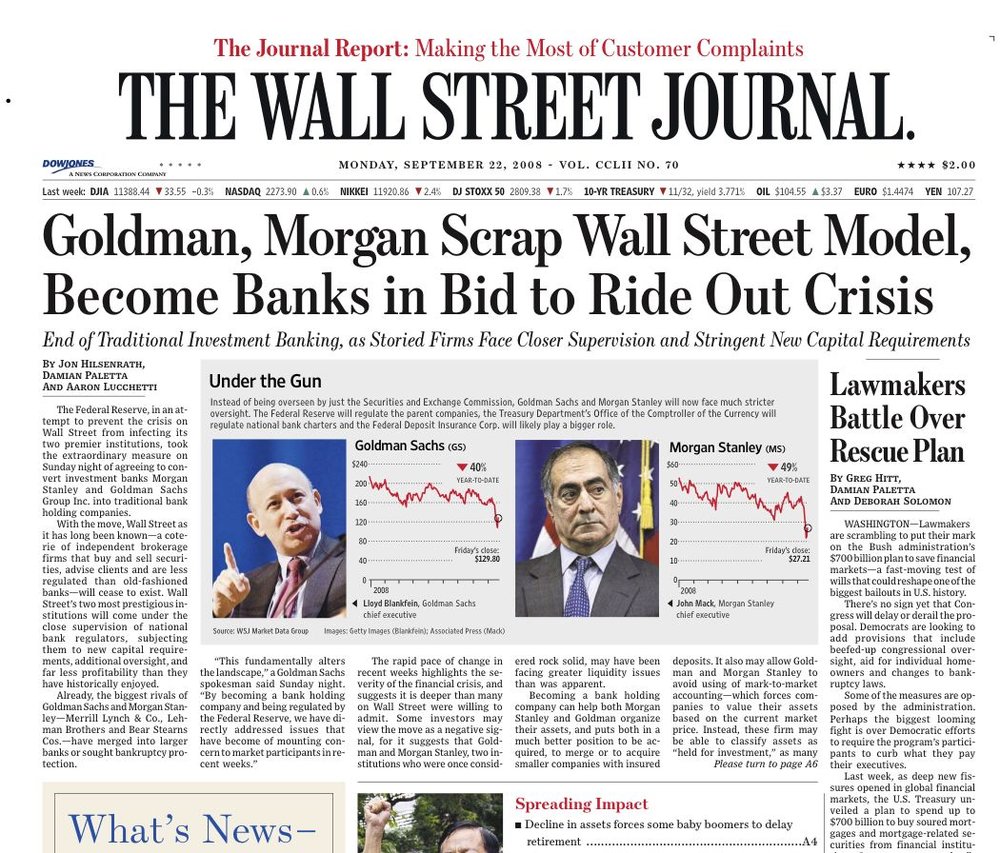 The Journal Report: Making the Most of Customer Complaints
THE WALL STREET JOURNAL.
DOWJONES
A NEWS CORPORATION COMPANY
* * * * *
MONDAY, SEPTEMBER 22, 2008 - VOL. CCLII NO. 70
★★★★ $2.00
Last week: DJIA 11388.44 ▼33.55 -0.3% NASDAQ 2273.90 ▲0.6% NIKKEI 11920.86 ▼2.4% DJ STOXX 50 2809.38 ▼1.7% 10-YR TREASURY ▼11/32, yield 3.771% OIL $104.55 ▲$3.37 EURO $1.4474 YEN 107.27
Goldman, Morgan Scrap Wall Street Model,
Become Banks in Bid to Ride Out Crisis
End of Traditional Investment Banking, as Storied Firms Face Closer Supervision and Stringent New Capital Requirements
BY JON HILSENRATH,
DAMIAN PALETTA
AND AARON LUCCHETTI
The Federal Reserve, in an at-
tempt to prevent the crisis on
Wall Street from infecting its
two premier institutions, took
the extraordinary measure on
Sunday night of agreeing to con-
vert investment banks Morgan
Stanley and Goldman Sachs
Group Inc. into traditional bank
holding companies.
With the move, Wall Street as
it has long been known—a cote-
rie of independent brokerage
firms that buy and sell securi-
ties, advise clients and are less
regulated than old-fashioned
banks—will cease to exist. Wall
Street's two most prestigious in-
stitutions will come under the
close supervision of national
bank regulators, subjecting
them to new capital require-
ments, additional oversight, and
far less profitability than they
have historically enjoyed.
Already, the biggest rivals of
Goldman Sachs and Morgan Stan-
ley—Merrill Lynch & Co., Leh-
man Brothers and Bear Stearns
Cos.—have merged into larger
banks or sought bankruptcy pro-
tection.
Under the Gun
Instead of being overseen by just the Securities and Exchange Commission, Goldman Sachs and Morgan Stanley will now face much stricter
oversight. The Federal Reserve will regulate the parent companies, the Treasury Department's Office of the Comptroller of the Currency will
regulate national bank charters and the Federal Deposit Insurance Corp. will likely play a bigger role.
Goldman Sachs (GS)
$240
▼ 40%
YEAR-TO-DATE
200
160
120
80
Friday's close:
$129.80
40
0
2008
◀ Lloyd Blankfein, Goldman Sachs
chief executive
Morgan Stanley (MS)
$60
▼ 49%
YEAR-TO-DATE
50
40
30
20
Friday's close:
$27.21
10
0
2008
◀ John Mack, Morgan Stanley
chief executive
Source: WSJ Market Data Group Images: Getty Images (Blankfein); Associated Press (Mack)
"This fundamentally alters
the landscape," a Goldman Sachs
spokesman said Sunday night.
"By becoming a bank holding
company and being regulated by
the Federal Reserve, we have di-
rectly addressed issues that
have become of mounting con-
cern to market participants in re-
cent weeks."
The rapid pace of change in
recent weeks highlights the se-
verity of the financial crisis, and
suggests it is deeper than many
on Wall Street were willing to
admit. Some investors may
view the move as a negative sig-
nal, for it suggests that Gold-
man and Morgan Stanley, two in-
stitutions who were once consid-
ered rock solid, may have been
facing greater liquidity issues
than was apparent.
Becoming a bank holding
company can help both Morgan
Stanley and Goldman organize
their assets, and puts both in a
much better position to be ac-
quired, to merge or to acquire
smaller companies with insured
deposits. It also may allow Gold-
man and Morgan Stanley to
avoid using of mark-to-market
accounting—which forces com-
panies to value their assets
based on the current market
price. Instead, these firm may
be able to classify assets as
"held for investment," as many
Please turn to page A6
Lawmakers
Battle Over
Rescue Plan
BY GREG HITT,
DAMIAN PALETTA
AND DEBORAH SOLOMON
WASHINGTON—Lawmakers
are scrambling to put their mark
on the Bush administration's
$700 billion plan to save financial
markets—a fast-moving test of
wills that could reshape one of the
biggest bailouts in U.S. history.
There's no sign yet that Con-
gress will delay or derail the pro-
posal. Democrats are looking to
add provisions that include
beefed-up congressional over-
sight, aid for individual home-
owners and changes to bank-
ruptcy laws.
Some of the measures are op-
posed by the administration.
Perhaps the biggest looming
fight is over Democratic efforts
to require the program's partici-
pants to curb what they pay
their executives.
Last week, as deep new fis-
sures opened in global financial
markets, the U.S. Treasury un-
veiled a plan to spend up to
$700 billion to buy soured mort-
gages and mortgage-related se-
curities from financial institu-
What's News–
Spreading Impact
■ Decline in assets forces some baby boomers to delay
retirement ..........A4